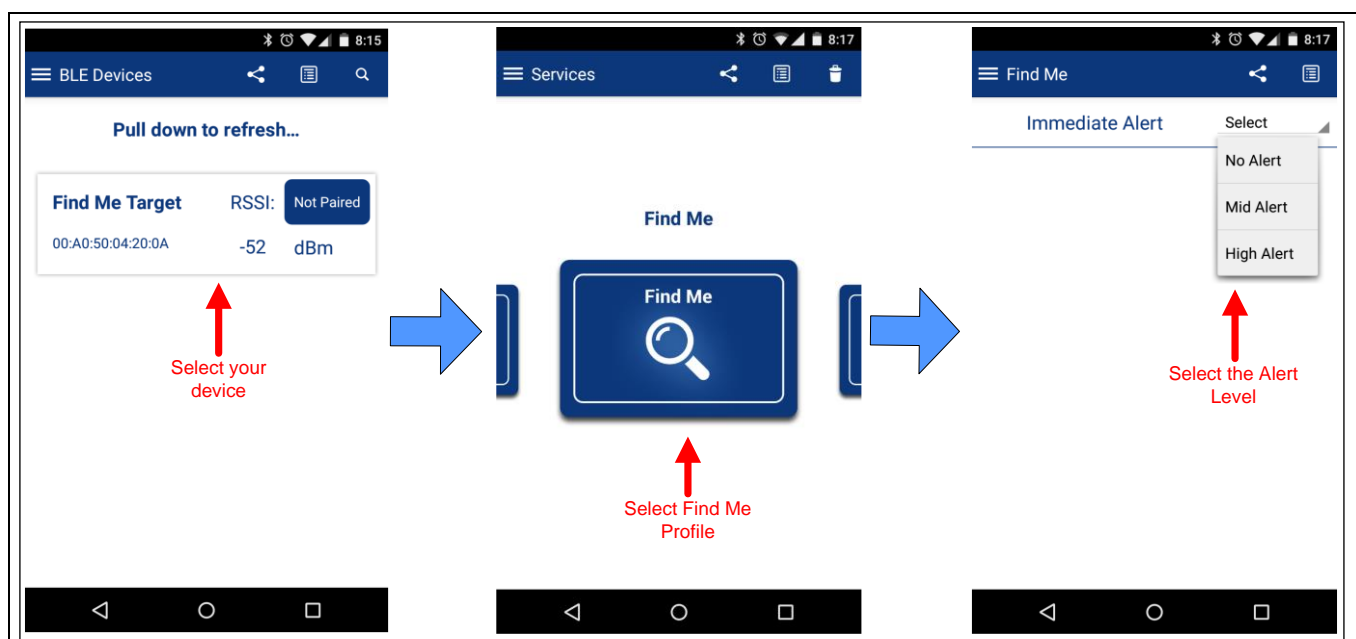 8:15
BLE Devices
Pull down to refresh...
Find Me Target RSSI: Not Paired
00:A0:50:04:20:0A -52 dBm
Select your
device
8:17
Services
Find Me
Find Me
Select Find Me
Profile
8:17
Find Me
Immediate Alert Select
No Alert
Mid Alert
High Alert
Select the Alert
Level